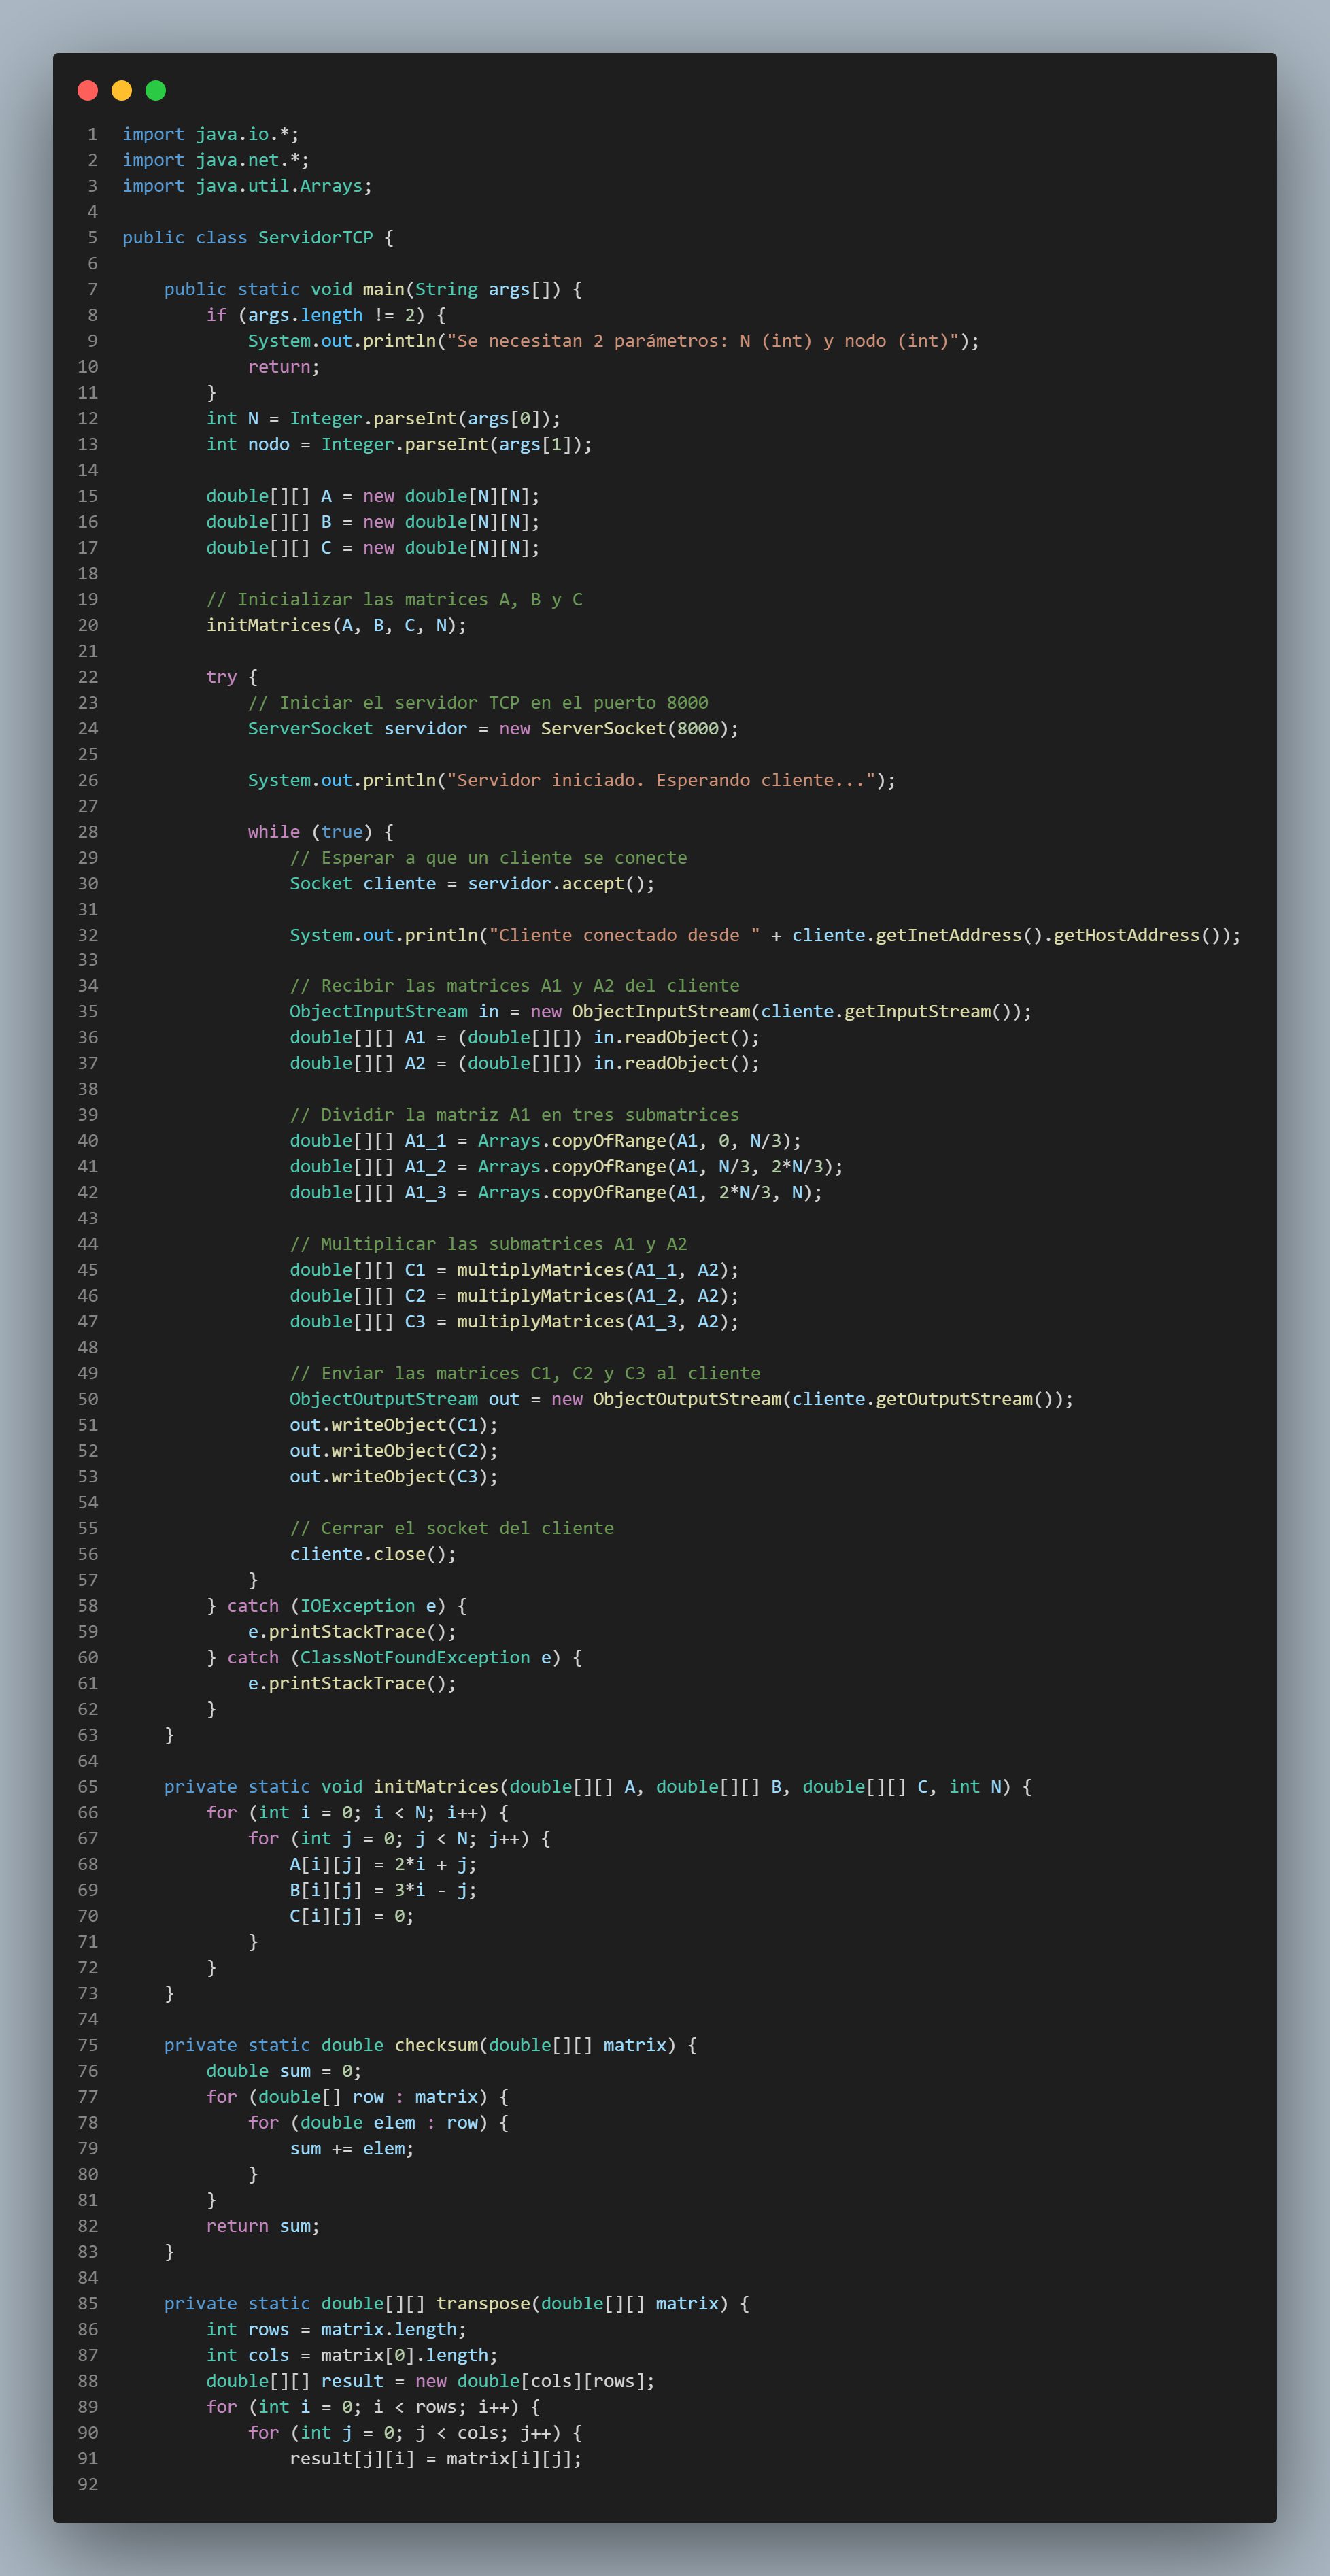 1 import java.io.*;
2 import java.net.*;
3 import java.util.Arrays;
4
5 public class ServidorTCP {
6
7     public static void main(String args[]) {
8         if (args.length != 2) {
9             System.out.println("Se necesitan 2 parámetros: N (int) y nodo (int)");
10             return;
11         }
12         int N = Integer.parseInt(args[0]);
13         int nodo = Integer.parseInt(args[1]);
14
15         double[][] A = new double[N][N];
16         double[][] B = new double[N][N];
17         double[][] C = new double[N][N];
18
19         // Inicializar las matrices A, B y C
20         initMatrices(A, B, C, N);
21
22         try {
23             // Iniciar el servidor TCP en el puerto 8000
24             ServerSocket servidor = new ServerSocket(8000);
25
26             System.out.println("Servidor iniciado. Esperando cliente...");
27
28             while (true) {
29                 // Esperar a que un cliente se conecte
30                 Socket cliente = servidor.accept();
31
32                 System.out.println("Cliente conectado desde " + cliente.getInetAddress().getHostAddress());
33
34                 // Recibir las matrices A1 y A2 del cliente
35                 ObjectInputStream in = new ObjectInputStream(cliente.getInputStream());
36                 double[][] A1 = (double[][]) in.readObject();
37                 double[][] A2 = (double[][]) in.readObject();
38
39                 // Dividir la matriz A1 en tres submatrices
40                 double[][] A1_1 = Arrays.copyOfRange(A1, 0, N/3);
41                 double[][] A1_2 = Arrays.copyOfRange(A1, N/3, 2*N/3);
42                 double[][] A1_3 = Arrays.copyOfRange(A1, 2*N/3, N);
43
44                 // Multiplicar las submatrices A1 y A2
45                 double[][] C1 = multiplyMatrices(A1_1, A2);
46                 double[][] C2 = multiplyMatrices(A1_2, A2);
47                 double[][] C3 = multiplyMatrices(A1_3, A2);
48
49                 // Enviar las matrices C1, C2 y C3 al cliente
50                 ObjectOutputStream out = new ObjectOutputStream(cliente.getOutputStream());
51                 out.writeObject(C1);
52                 out.writeObject(C2);
53                 out.writeObject(C3);
54
55                 // Cerrar el socket del cliente
56                 cliente.close();
57             }
58         } catch (IOException e) {
59             e.printStackTrace();
60         } catch (ClassNotFoundException e) {
61             e.printStackTrace();
62         }
63     }
64
65     private static void initMatrices(double[][] A, double[][] B, double[][] C, int N) {
66         for (int i = 0; i < N; i++) {
67             for (int j = 0; j < N; j++) {
68                 A[i][j] = 2*i + j;
69                 B[i][j] = 3*i - j;
70                 C[i][j] = 0;
71             }
72         }
73     }
74
75     private static double checksum(double[][] matrix) {
76         double sum = 0;
77         for (double[] row : matrix) {
78             for (double elem : row) {
79                 sum += elem;
80             }
81         }
82         return sum;
83     }
84
85     private static double[][] transpose(double[][] matrix) {
86         int rows = matrix.length;
87         int cols = matrix[0].length;
88         double[][] result = new double[cols][rows];
89         for (int i = 0; i < rows; i++) {
90             for (int j = 0; j < cols; j++) {
91                 result[j][i] = matrix[i][j];
92